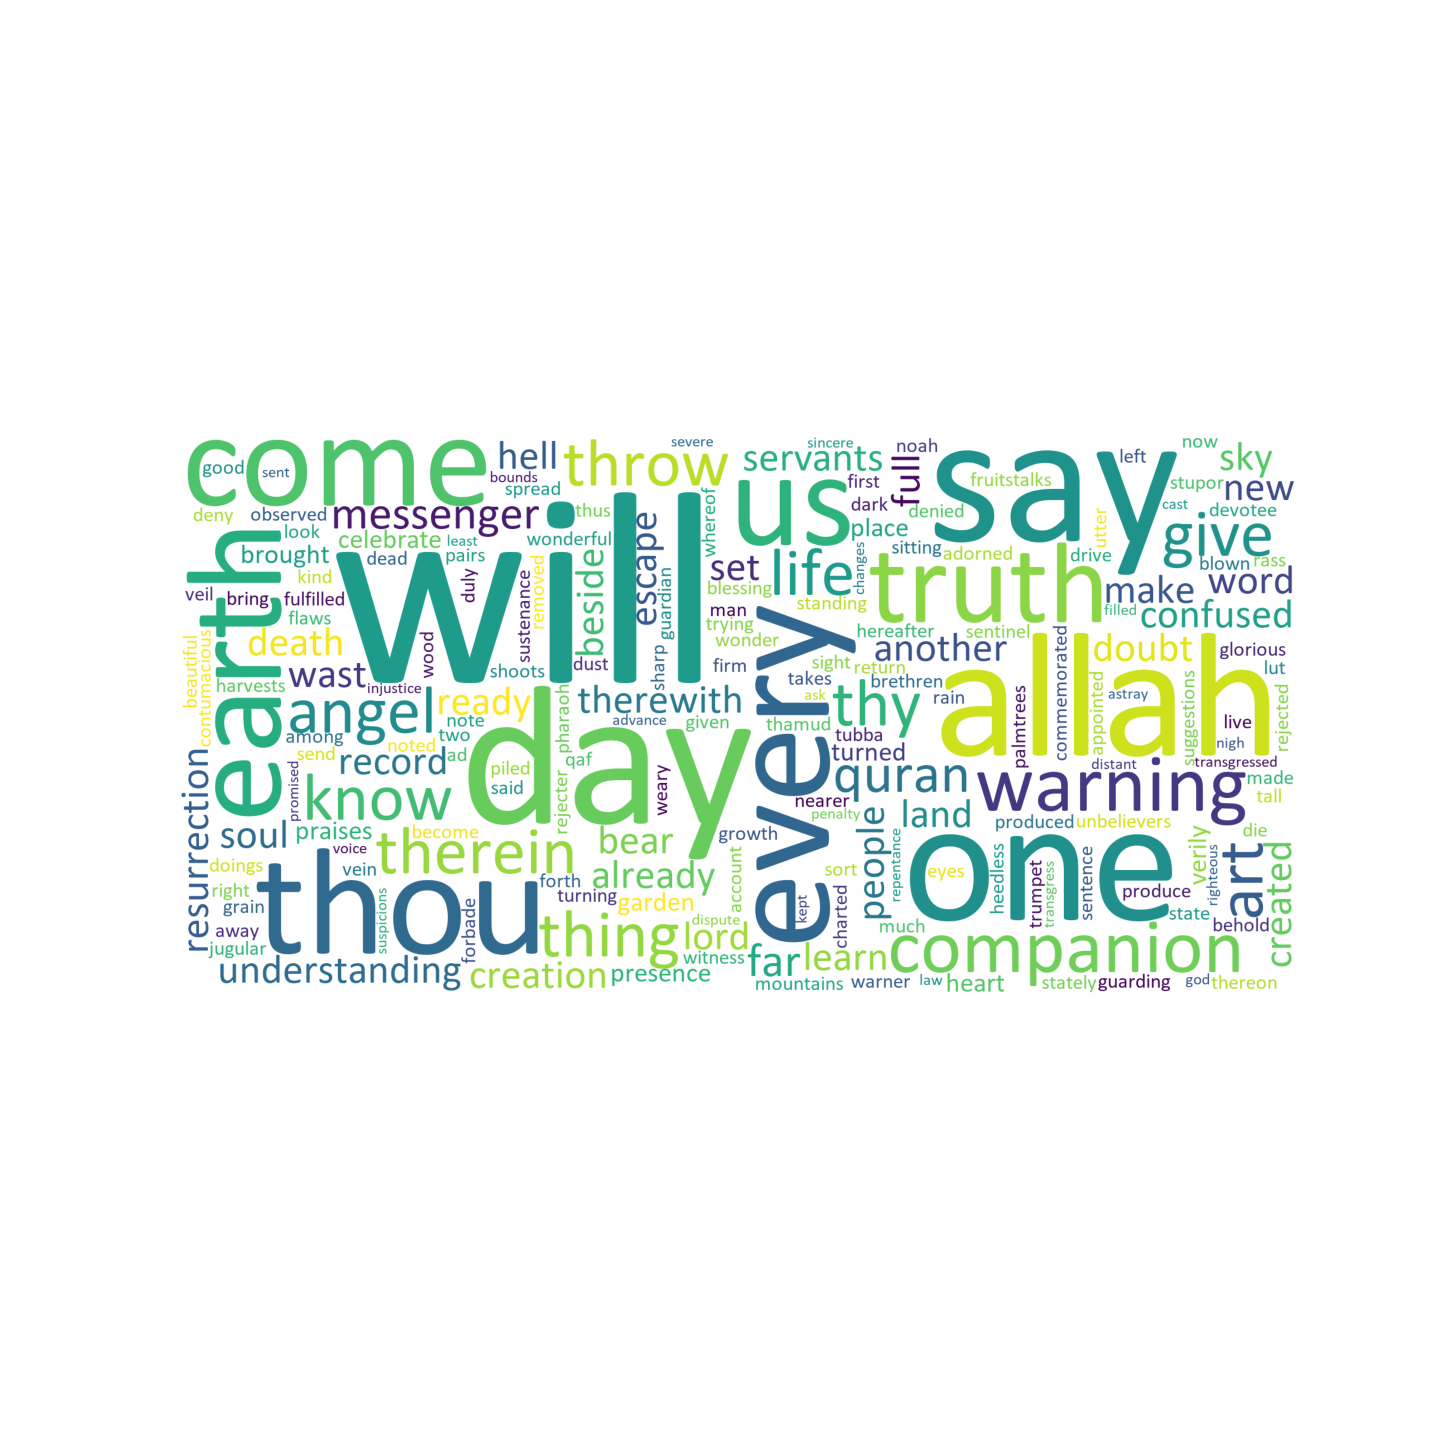 come
good
sent
hell
bounds
throw
severe
spread
servants
sincere
noah
full
first
say
left
fruitstalks
now
sky
stupor
new
cast
devotee
deny
observed
look
messenger
thus
wonderful
celebrate
least
pairs
whereof
us
dark
denied
place
utter
give
blown
rass
brought
dead
kind
veil
bring
fulfilled
flaws
earth
will
duly
sustenance
removed
beside
escape
guardian
set
blessing
life
changes
sitting
adorned
drive
truth
make
word
filled
confused
standing
man
trying
wonder
hereafter
sentinel
death
wood
beautiful
contumacious
wast
harvests
injustice
shoots
dust
sharp
firm
sight
return
another
brethren
takes
ask
every
commemorated
doubt
glorious
lut
allah
angel
ready
note
two
among
send
noted
ad
therewith
advance
given
pharaoh
qaf
thamud
tubba
turned
thy
rain
palmtrees
appointed
astray
suggestions
live
nigh
rejected
distant
transgressed
record
piled
said
day
weary
rejecter
promised
know
quran
nearer
penalty
warning
made
tall
resurrection
soul
praises
become
voice
doings
vein
therein
bear
growth
people
land
produced
unbelievers
verily
die
one
right
grain
away
jugular
thou
suspicions
forbade
forth
turning
already
garden
account
sort
repentance
eyes
heedless
trumpet
transgress
sentence
produce
righteous
state
art
behold
created
kept
charted
much
thing
lord
dispute
witness
far
learn
companion
understanding
creation
presence
mountains
warner
law
heart
stately
guarding
god
thereon